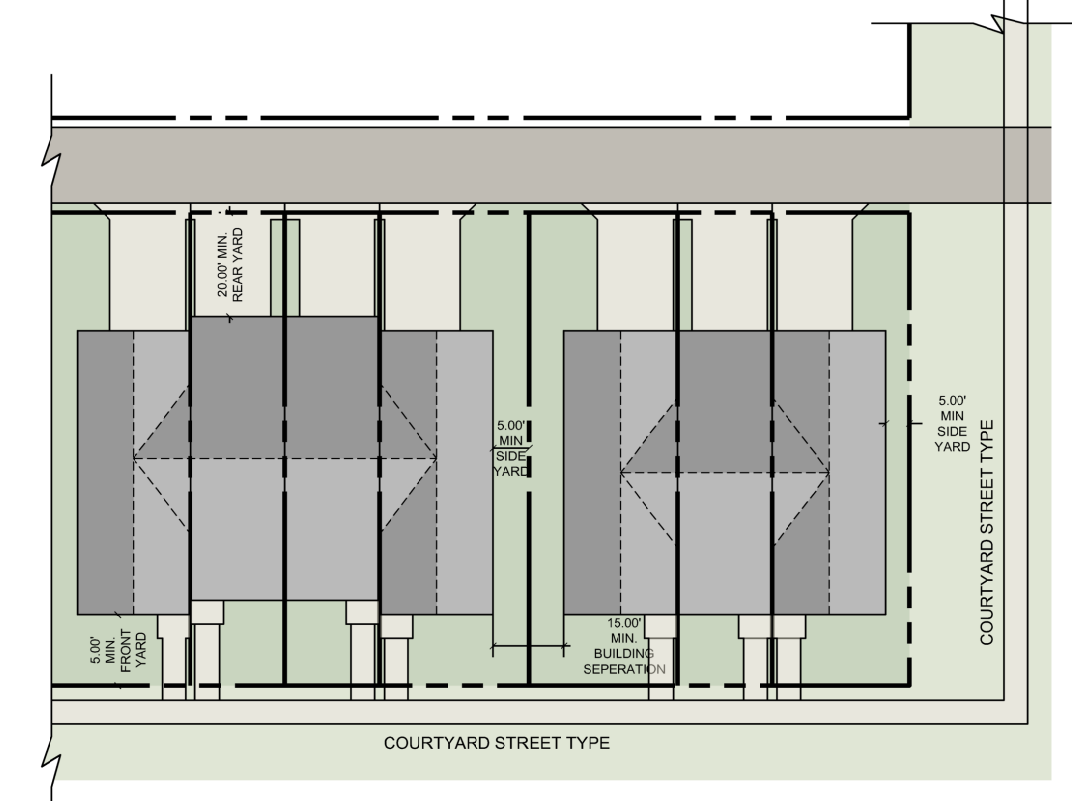 20.00' MIN.
REAR YARD
5.00'
MIN
SIDE
YARD
5.00'
MIN
SIDE
YARD
COURTYARD STREET TYPE
5.00'
MIN.
FRONT
YARD
15.00'
MIN.
BUILDING
SEPERATION
COURTYARD STREET TYPE